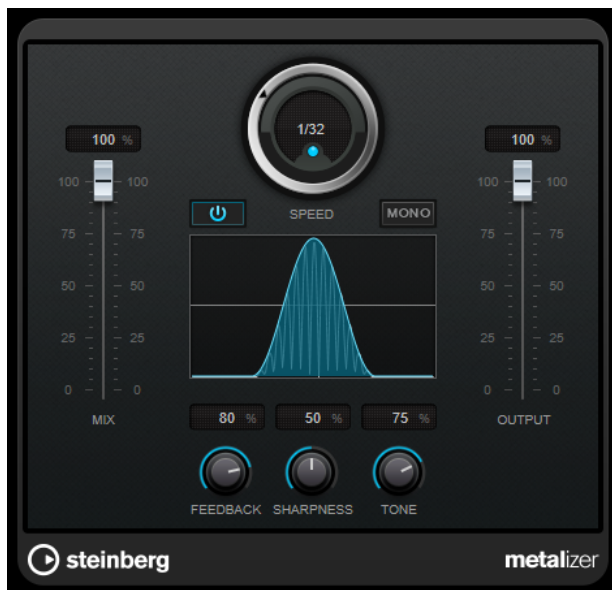 1/32
100 %
100 %
SPEED
MONO
100 100
75 75
50 50
25 25
0 0
MIX
100 100
75 75
50 50
25 25
0 0
OUTPUT
80 %
50 %
75 %
FEEDBACK
SHARPNESS
TONE
steinberg
metalizer